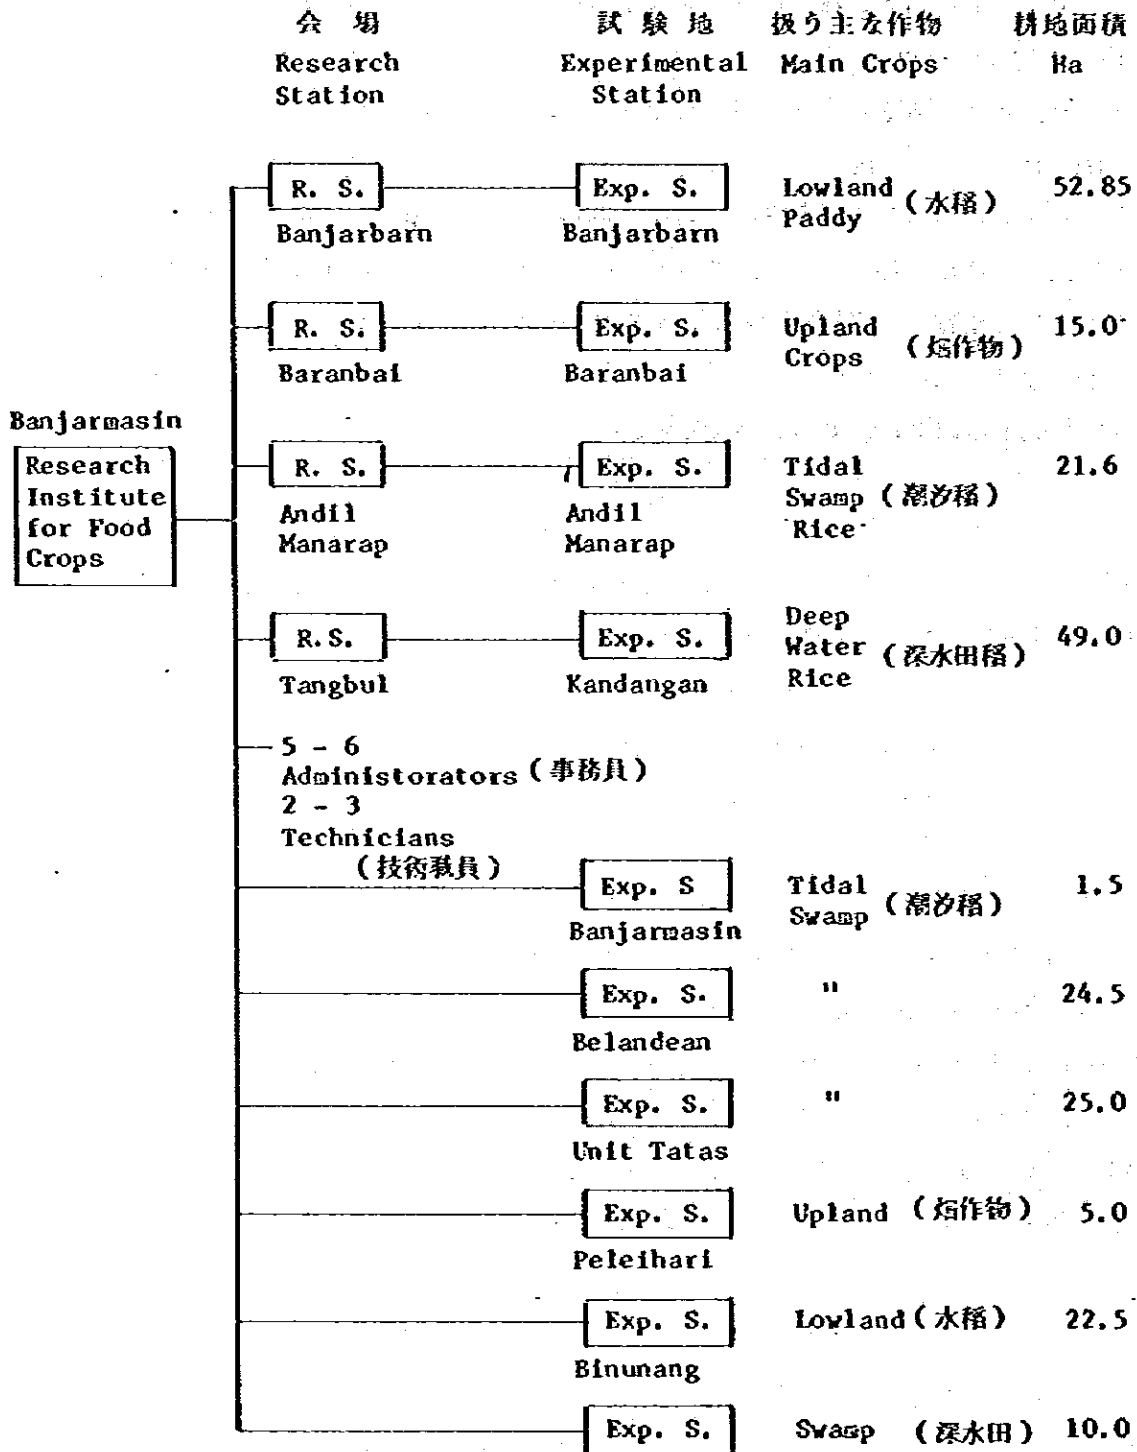 会場 試験地 扱う主な作物 耕地面積
Research Experimental Main Crops Ha
Station Station
R. S. Exp. S. Lowland (水稲) 52.85
Paddy
Banjarbarn Banjarbarn
R. S. Exp. S. Upland (畑作物) 15.0
Crops
Baranbai Baranbai
Banjarmasin
Research
Institute
for Food
Crops
R. S. Exp. S. Tidal 21.6
Swamp (潮汐稲)
Rice
Andil Andil
Manarap Manarap
R.S. Exp. S. Deep 49.0
Water (深水田稲)
Rice
Tangbul Kandangan
5 - 6
Administorators (事務員)
2 - 3
Technicians
(技術職員)
Exp. S Tidal 1.5
Swamp (潮汐稲)
Banjarmasin
Exp. S. " 24.5
Belandean
Exp. S. " 25.0
Unit Tatas
Exp. S. Upland (畑作物) 5.0
Peleihari
Exp. S. Lowland (水稲) 22.5
Binunang
Exp. S. Swamp (深水田) 10.0